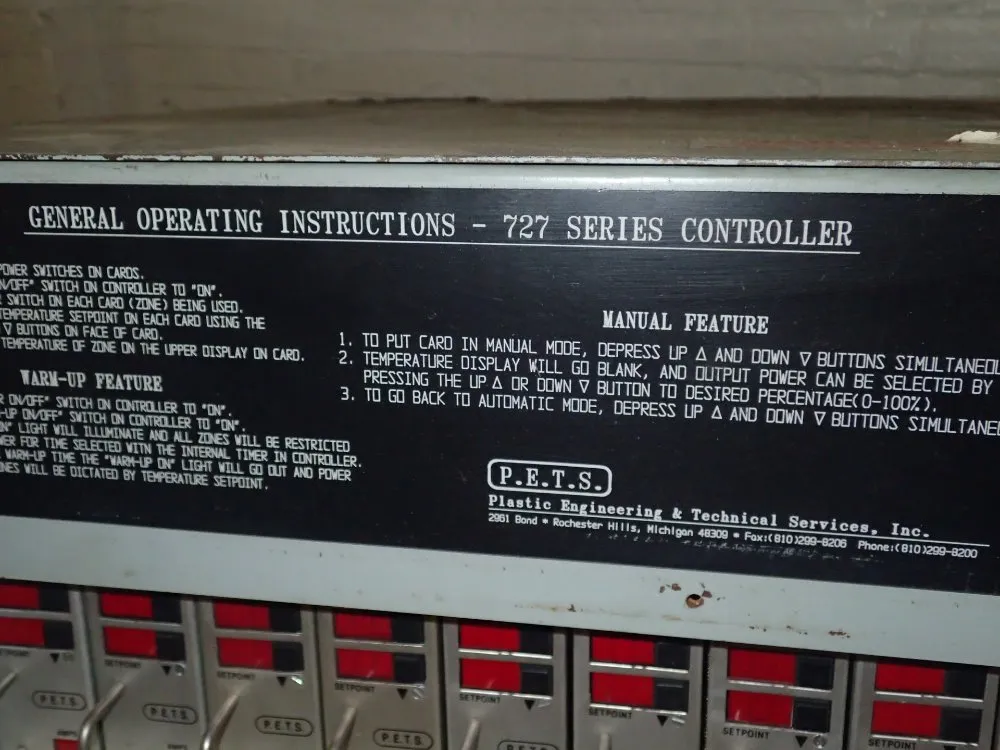 GENERAL OPERATING INSTRUCTIONS - 727 SERIES CONTROLLER
POWER SWITCHES ON CARDS.
ON/OFF" SWITCH ON CONTROLLER TO "ON".
SWITCH ON EACH CARD (ZONE) BEING USED.
TEMPERATURE SETPOINT ON EACH CARD USING THE
▽ BUTTONS ON FACE OF CARD.
TEMPERATURE OF ZONE ON THE UPPER DISPLAY ON CARD.
WARM-UP FEATURE
ON/OFF" SWITCH ON CONTROLLER TO "ON".
-UP ON/OFF" SWITCH ON CONTROLLER TO "ON".
ON" LIGHT WILL ILLUMINATE AND ALL ZONES WILL BE RESTRICTED
FOR TIME SELECTED WITH THE INTERNAL TIMER IN CONTROLLER.
WARM-UP TIME THE "WARM-UP ON" LIGHT WILL GO OUT AND POWER
WILL BE DICTATED BY TEMPERATURE SETPOINT.
MANUAL FEATURE
1. TO PUT CARD IN MANUAL MODE, DEPRESS UP △ AND DOWN ▽ BUTTONS SIMULTANEOU
2. TEMPERATURE DISPLAY WILL GO BLANK, AND OUTPUT POWER CAN BE SELECTED BY
PRESSING THE UP △ OR DOWN ▽ BUTTON TO DESIRED PERCENTAGE(0-100%).
3. TO GO BACK TO AUTOMATIC MODE, DEPRESS UP △ AND DOWN ▽ BUTTONS SIMULTANEO
P.E.T.S.
Plastic Engineering & Technical Services, Inc.
2961 Bond * Rochester Hills, Michigan 48309 * Fax:(810)299-8206 Phone:(810)299-8200
SETPOINT
SETPOINT
SETPOINT
SETPOINT
SETPOINT
SETPOINT
SETPOINT
SETPOINT
P.E.T.S.
P.E.T.S.
P.E.T.S.
P.E.T.S.
P.E.T.S.
AMPS